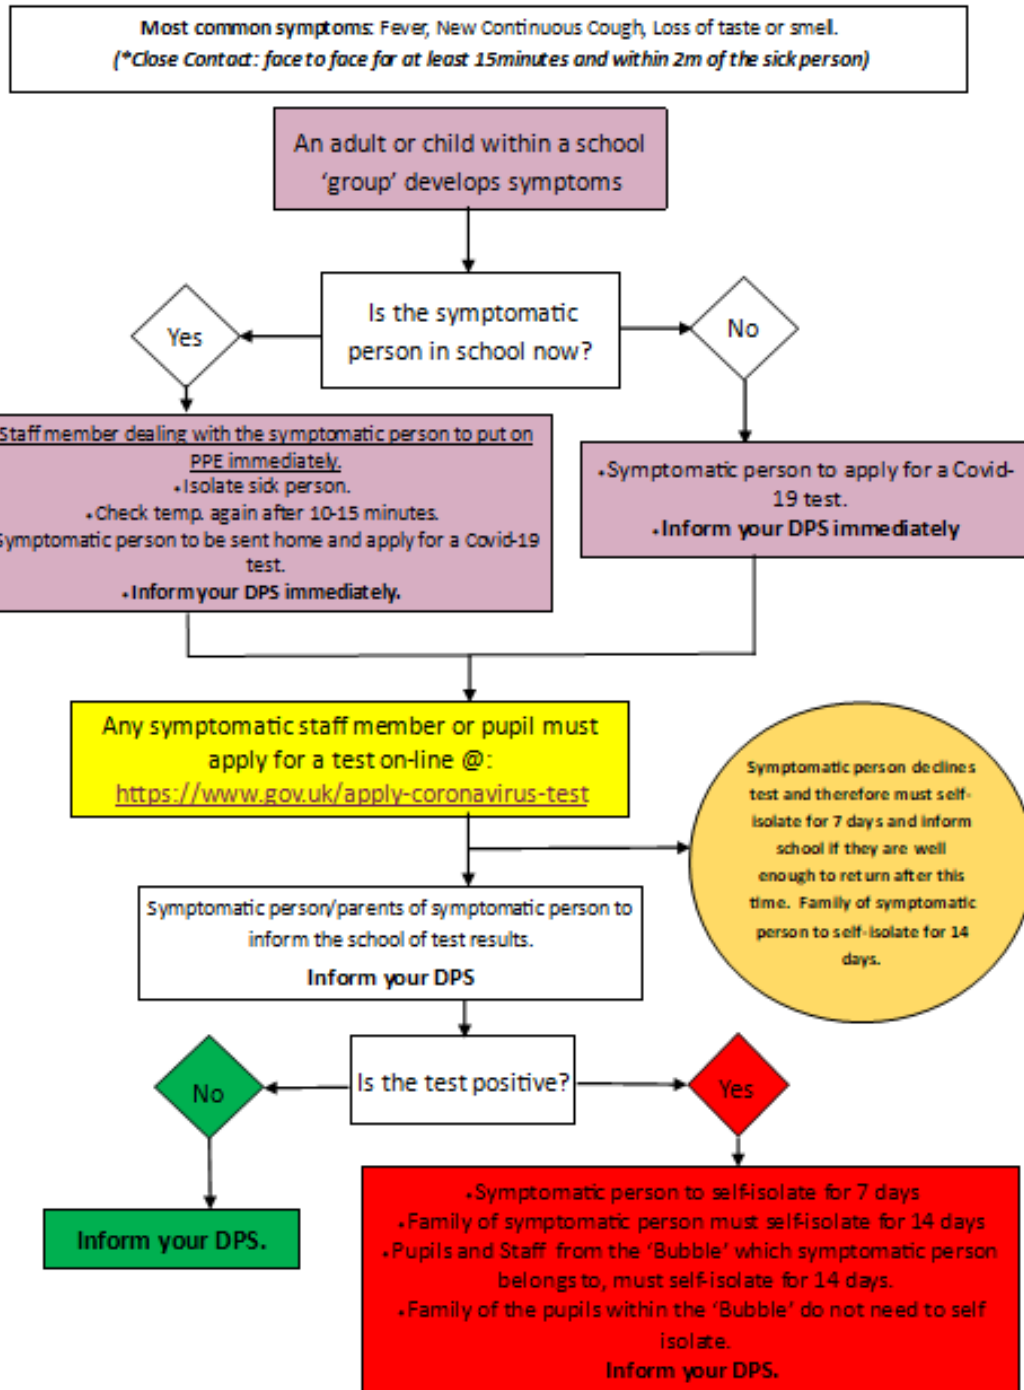 Most common symptoms: Fever, New Continuous Cough, Loss of taste or smell.
(*Close Contact: face to face for at least 15minutes and within 2m of the sick person)
An adult or child within a school
‘group’ develops symptoms
Is the symptomatic
person in school now?
Yes
No
Staff member dealing with the symptomatic person to put on
PPE immediately.
•Isolate sick person.
•Check temp. again after 10-15 minutes.
Symptomatic person to be sent home and apply for a Covid-19
test.
•Inform your DPS immediately.
•Symptomatic person to apply for a Covid-
19 test.
•Inform your DPS immediately
Any symptomatic staff member or pupil must
apply for a test on-line @:
https://www.gov.uk/apply-coronavirus-test
Symptomatic person declines
test and therefore must self-
isolate for 7 days and inform
school if they are well
enough to return after this
time. Family of symptomatic
person to self-isolate for 14
days.
Symptomatic person/parents of symptomatic person to
inform the school of test results.
Inform your DPS
Is the test positive?
No
Yes
Inform your DPS.
•Symptomatic person to self-isolate for 7 days
•Family of symptomatic person must self-isolate for 14 days
•Pupils and Staff from the ‘Bubble’ which symptomatic person
belongs to, must self-isolate for 14 days.
•Family of the pupils within the ‘Bubble’ do not need to self
isolate.
Inform your DPS.